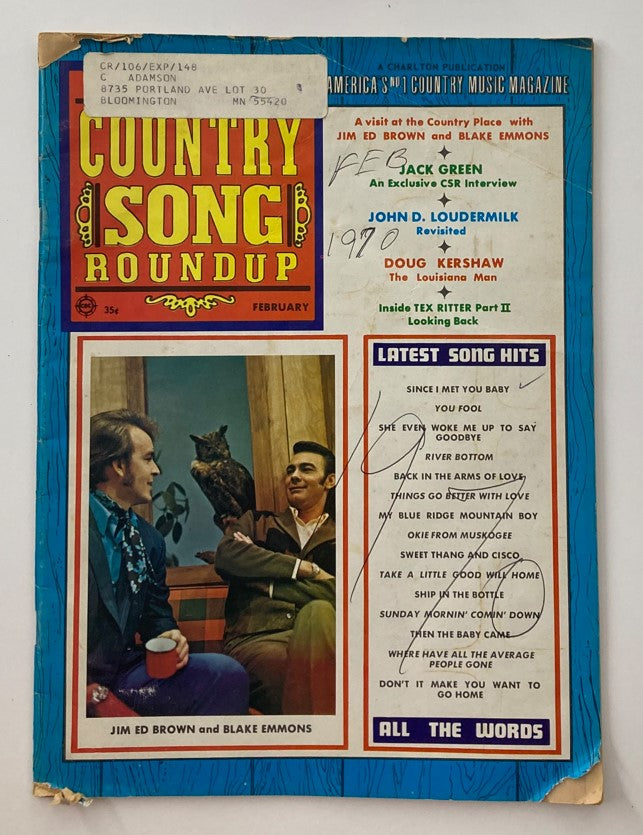 CR/106/EXP/148
C ADAMSON
8735 PORTLAND AVE LOT 30
BLOOMINGTON MN 55420
A CHARLTON PUBLICATION
AMERICA'S No 1 COUNTRY MUSIC MAGAZINE
COUNTRY
SONG
ROUNDUP
CDC
35¢
FEBRUARY
A visit at the Country Place with
JIM ED BROWN and BLAKE EMMONS
FEB
JACK GREEN
An Exclusive CSR Interview
JOHN D. LOUDERMILK
Revisited
1970
DOUG KERSHAW
The Louisiana Man
Inside TEX RITTER Part II
Looking Back
JIM ED BROWN and BLAKE EMMONS
LATEST SONG HITS
SINCE I MET YOU BABY
YOU FOOL
SHE EVEN WOKE ME UP TO SAY
GOODBYE
RIVER BOTTOM
BACK IN THE ARMS OF LOVE
THINGS GO BETTER WITH LOVE
MY BLUE RIDGE MOUNTAIN BOY
OKIE FROM MUSKOGEE
SWEET THANG AND CISCO
TAKE A LITTLE GOOD WILL HOME
SHIP IN THE BOTTLE
SUNDAY MORNIN' COMIN' DOWN
THEN THE BABY CAME
WHERE HAVE ALL THE AVERAGE
PEOPLE GONE
DON'T IT MAKE YOU WANT TO
GO HOME
1970
ALL THE WORDS